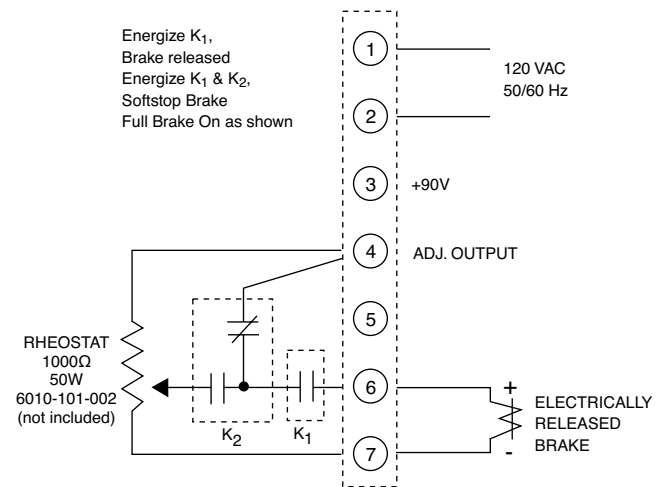 Energize K₁,
Brake released
Energize K₁ & K₂,
Softstop Brake
Full Brake On as shown
1
120 VAC
50/60 Hz
2
3
+90V
4
ADJ. OUTPUT
5
RHEOSTAT
1000Ω
50W
6010-101-002
(not included)
K₂
K₁
6
7
+
-
ELECTRICALLY
RELEASED
BRAKE